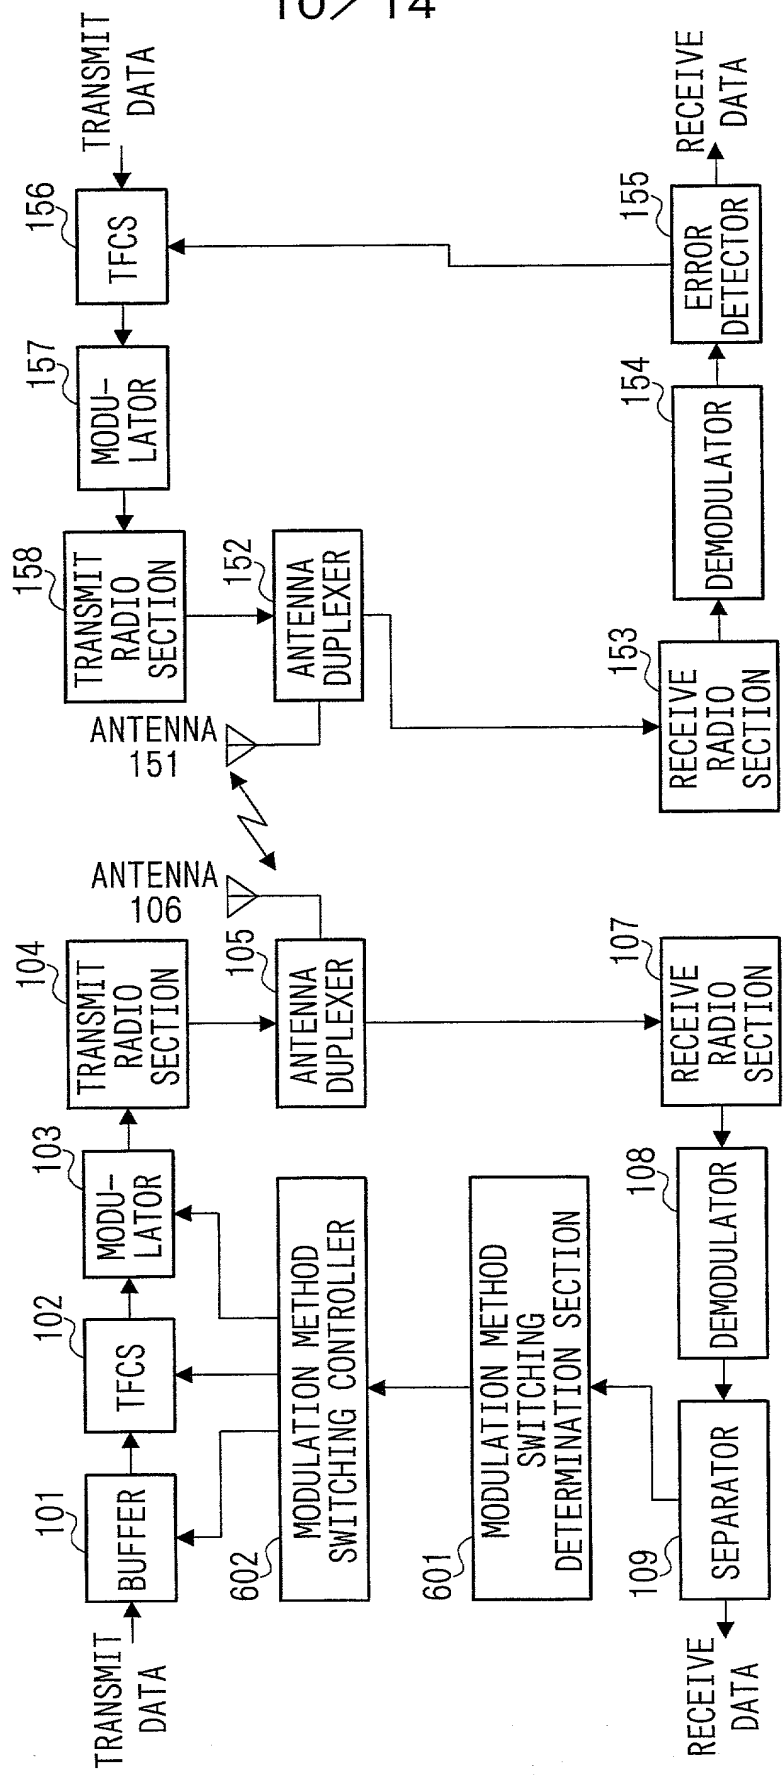 10/14
TRANSMIT
DATA
101
BUFFER
102
TFCS
103
MODU-
LATOR
104
TRANSMIT
RADIO
SECTION
105
ANTENNA
DUPLEXER
ANTENNA
106
602
MODULATION METHOD
SWITCHING CONTROLLER
601
MODULATION METHOD
SWITCHING
DETERMINATION SECTION
RECEIVE
DATA
109
SEPARATOR
108
DEMODULATOR
107
RECEIVE
RADIO
SECTION
ANTENNA
151
152
ANTENNA
DUPLEXER
158
TRANSMIT
RADIO
SECTION
157
MODU-
LATOR
156
TFCS
TRANSMIT
DATA
153
RECEIVE
RADIO
SECTION
154
DEMODULATOR
155
ERROR
DETECTOR
RECEIVE
DATA